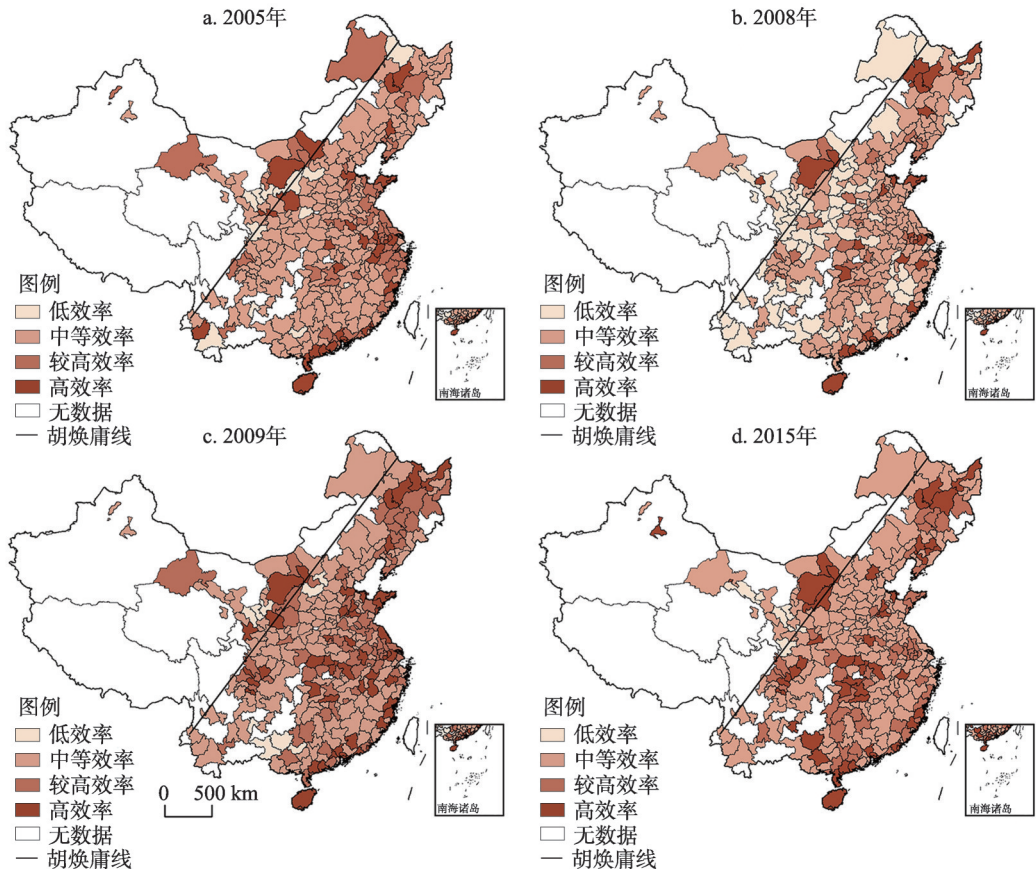 a. 2005年
图例
低效率
中等效率
较高效率
高效率
无数据
胡焕庸线
南海诸岛
b. 2008年
图例
低效率
中等效率
较高效率
高效率
无数据
胡焕庸线
南海诸岛
c. 2009年
图例
低效率
中等效率
较高效率
高效率
无数据
胡焕庸线
0 500 km
南海诸岛
d. 2015年
图例
低效率
中等效率
较高效率
高效率
无数据
胡焕庸线
南海诸岛